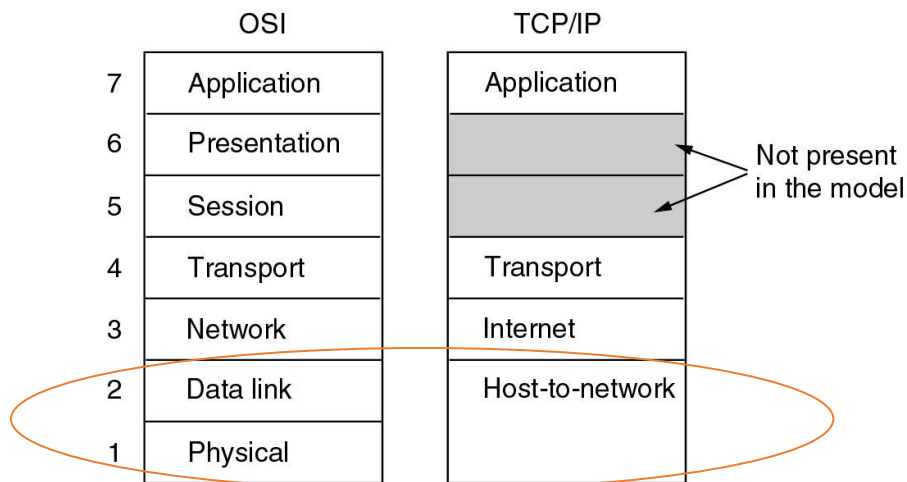 OSI TCP/IP
7 Application Application
6 Presentation
Not present
in the model
5 Session
4 Transport Transport
3 Network Internet
2 Data link Host-to-network
1 Physical